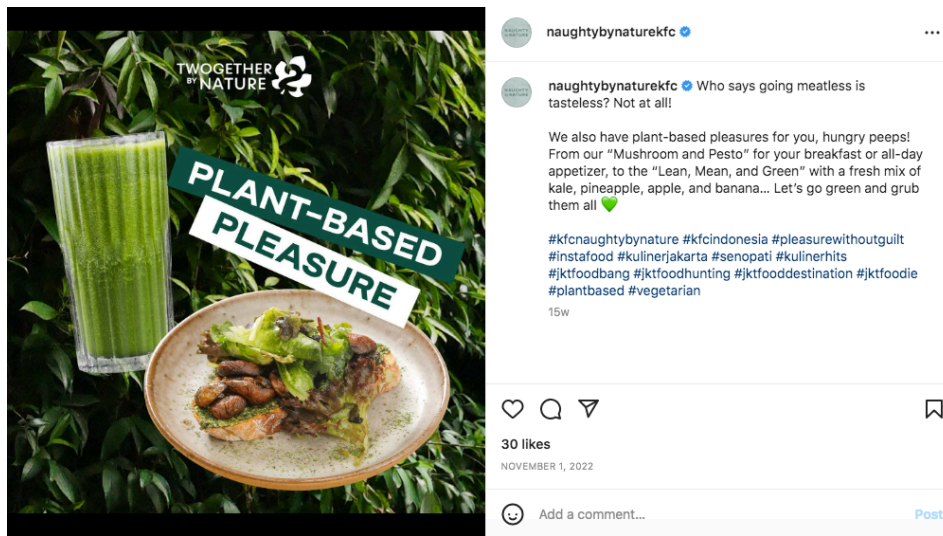 TWOGETHER
BY NATURE
PLANT-BASED
PLEASURE
naughtybynaturekfc
naughtybynaturekfc Who says going meatless is
tasteless? Not at all!
We also have plant-based pleasures for you, hungry peeps!
From our “Mushroom and Pesto” for your breakfast or all-day
appetizer, to the “Lean, Mean, and Green” with a fresh mix of
kale, pineapple, apple, and banana... Let’s go green and grub
them all 💚
#kfcnaughtybynature #kfcindonesia #pleasurewithoutguilt
#instafood #kulinerjakarta #senopati #kulinerhits
#jktfoodbang #jktfoodhunting #jktfooddestination #jktfoodie
#plantbased #vegetarian
15w
30 likes
NOVEMBER 1, 2022
Add a comment...
Post